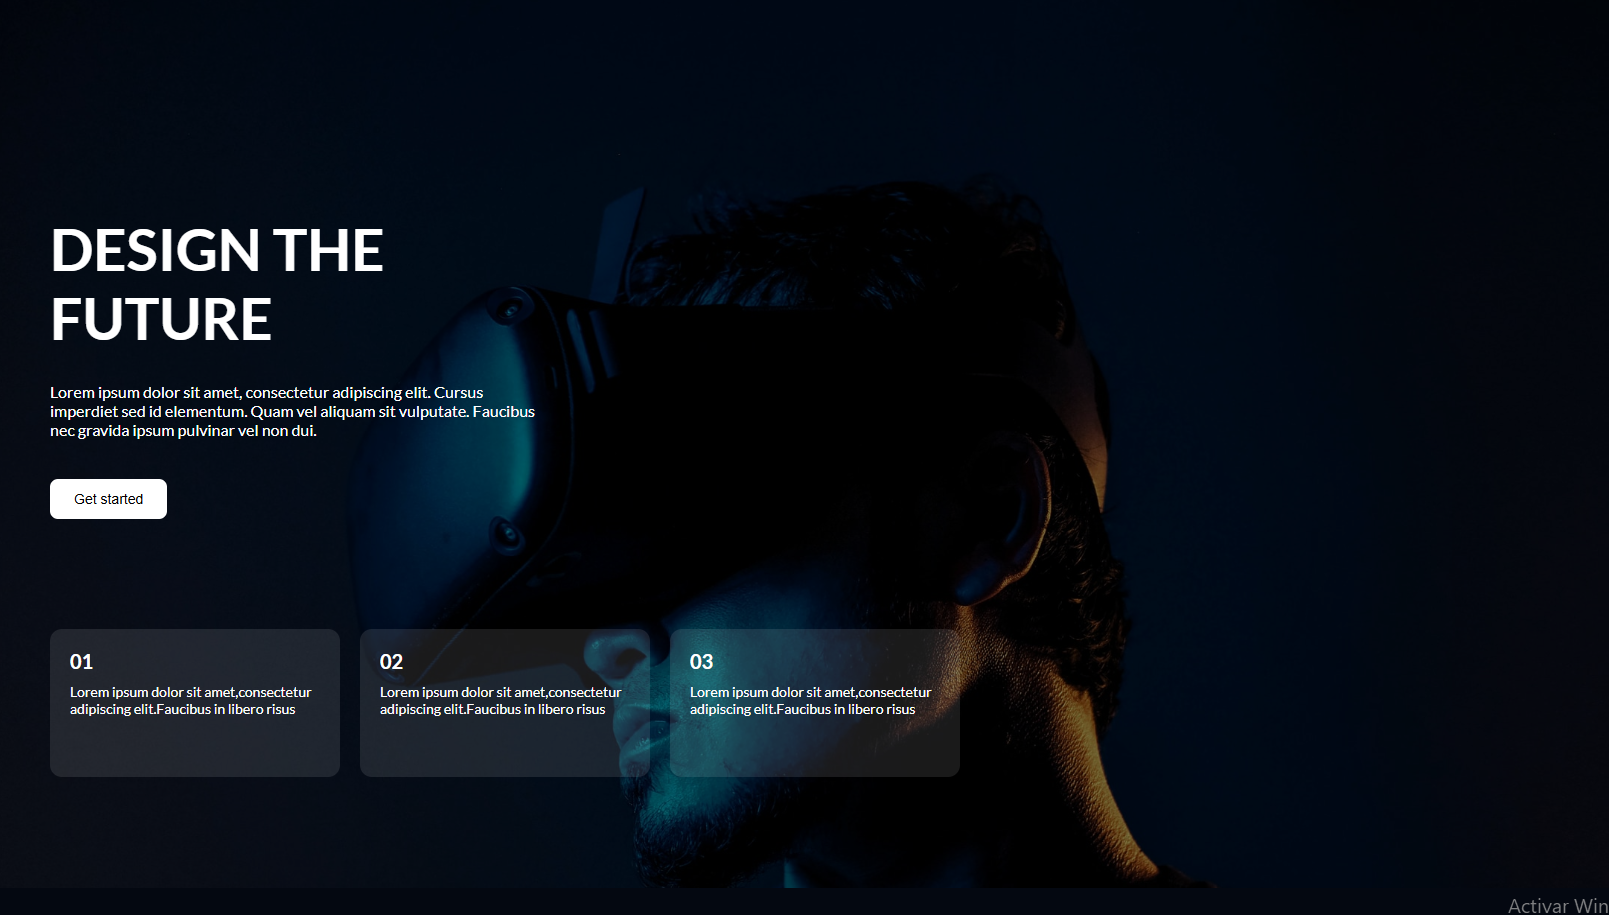 DESIGN THE
FUTURE
Lorem ipsum dolor sit amet, consectetur adipiscing elit. Cursus
imperdiet sed id elementum. Quam vel aliquam sit vulputate. Faucibus
nec gravida ipsum pulvinar vel non dui.
Get started
01
Lorem ipsum dolor sit amet,consectetur
adipiscing elit.Faucibus in libero risus
02
Lorem ipsum dolor sit amet,consectetur
adipiscing elit.Faucibus in libero risus
03
Lorem ipsum dolor sit amet,consectetur
adipiscing elit.Faucibus in libero risus
Activar Win